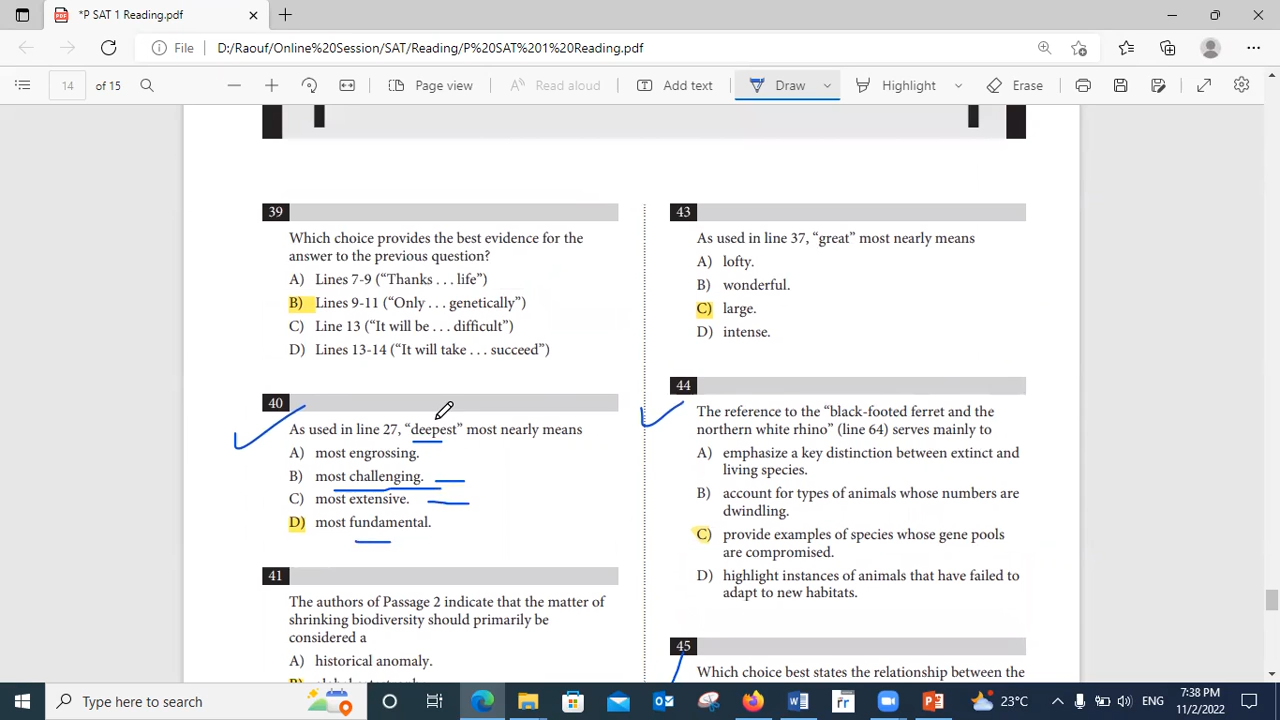 *P SAT 1 Reading.pdf
File
D:/Raouf/Online%20Session/SAT/Reading/P%20SAT%201%20Reading.pdf
14 of 15
Page view
Read aloud
Add text
Draw
Highlight
Erase
39
Which choice provides the best evidence for the
answer to the previous question?
A) Lines 7-9 (“Thanks . . . life”)
B) Lines 9-11 (“Only . . . genetically”)
C) Line 13 (“It will be . . . difficult”)
D) Lines 13-14 (“It will take . . . succeed”)
40
As used in line 27, “deepest” most nearly means
A) most engrossing.
B) most challenging.
C) most extensive.
D) most fundamental.
41
The authors of Passage 2 indicate that the matter of
shrinking biodiversity should primarily be
considered a
A) historical anomaly.
43
As used in line 37, “great” most nearly means
A) lofty.
B) wonderful.
C) large.
D) intense.
44
The reference to the “black-footed ferret and the
northern white rhino” (line 64) serves mainly to
A) emphasize a key distinction between extinct and
living species.
B) account for types of animals whose numbers are
dwindling.
C) provide examples of species whose gene pools
are compromised.
D) highlight instances of animals that have failed to
adapt to new habitats.
45
Which choice best states the relationship between the
Type here to search
23°C
ENG
7:38 PM
11/2/2022